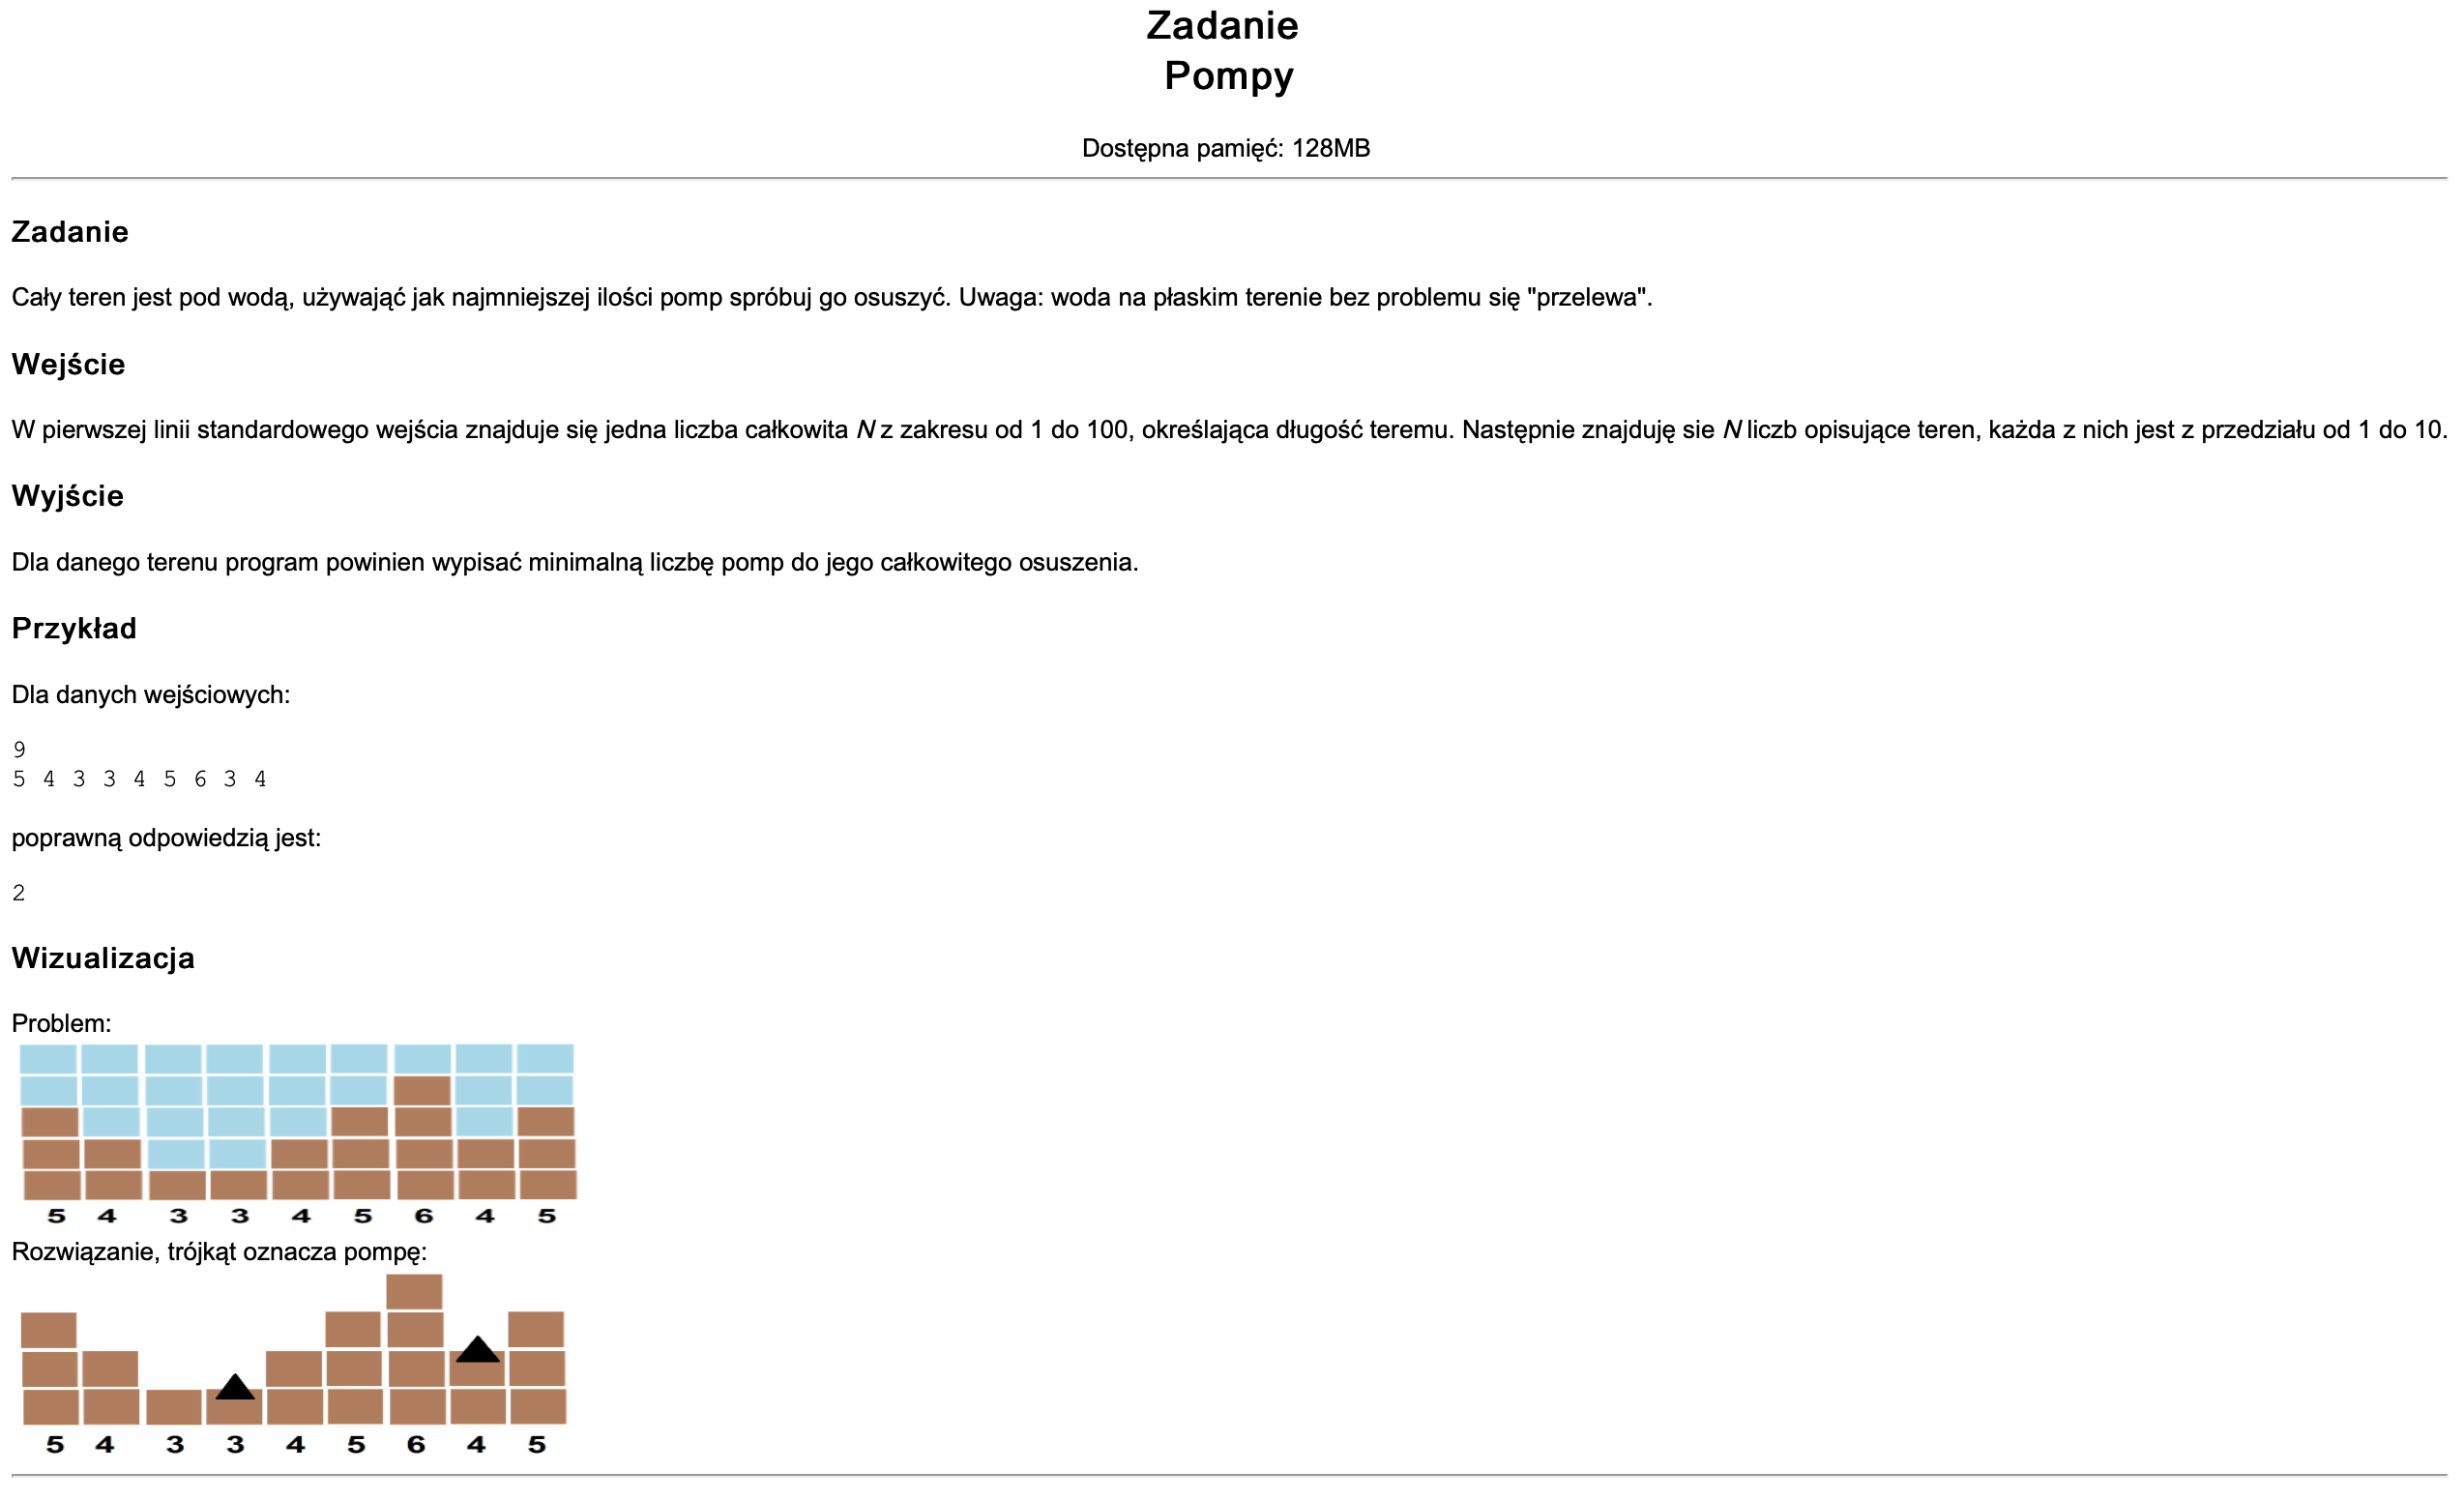 Zadanie
Pompy
Dostępna pamięć: 128MB
Zadanie
Cały teren jest pod wodą, używająć jak najmniejszej ilości pomp spróbuj go osuszyć. Uwaga: woda na płaskim terenie bez problemu się "przelewa".
Wejście
W pierwszej linii standardowego wejścia znajduje się jedna liczba całkowita N z zakresu od 1 do 100, określająca długość teremu. Następnie znajduję sie N liczb opisujące teren, każda z nich jest z przedziału od 1 do 10.
Wyjście
Dla danego terenu program powinien wypisać minimalną liczbę pomp do jego całkowitego osuszenia.
Przykład
Dla danych wejściowych:
9
5 4 3 3 4 5 6 3 4
poprawną odpowiedzią jest:
2
Wizualizacja
Problem:
5 4 3 3 4 5 6 4 5
Rozwiązanie, trójkąt oznacza pompę:
5 4 3 3 4 5 6 4 5